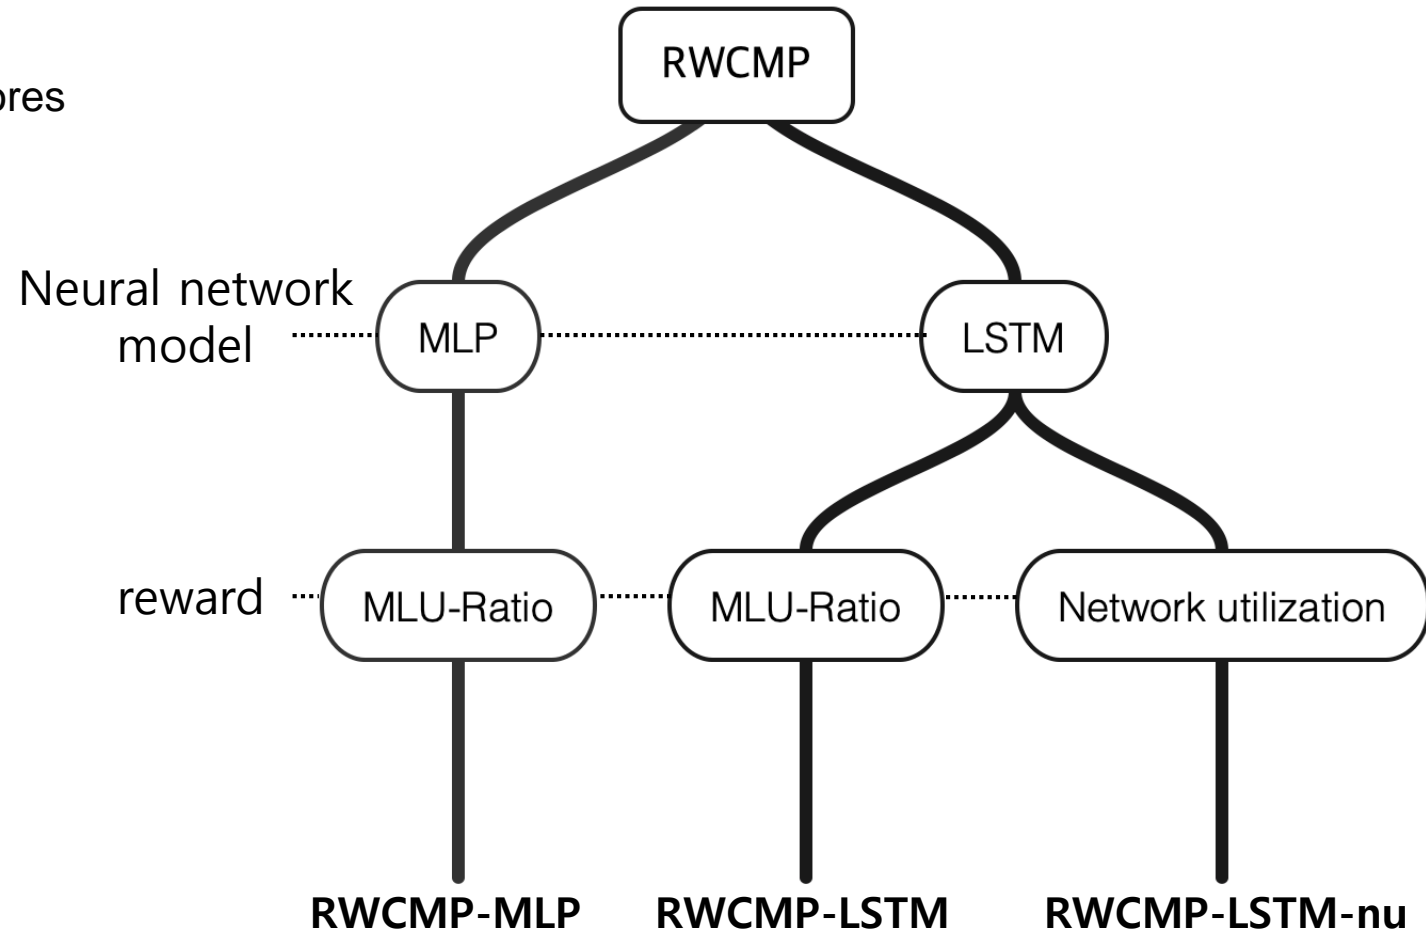 RWCMP
ores
Neural network
model
MLP
LSTM
reward
MLU-Ratio
MLU-Ratio
Network utilization
RWCMP-MLP
RWCMP-LSTM
RWCMP-LSTM-nu